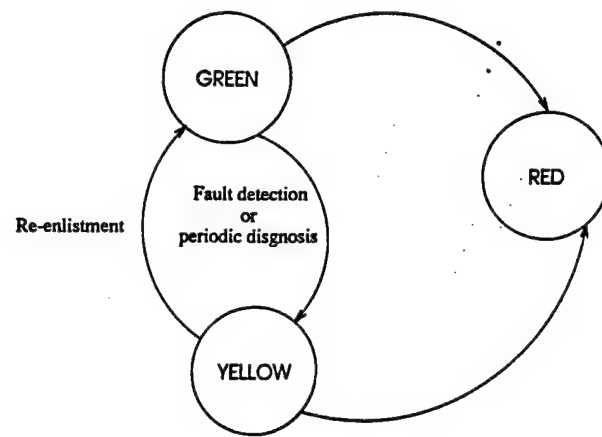 GREEN
RED
Fault detection
or
periodic disgnosis
Re-enlistment
YELLOW